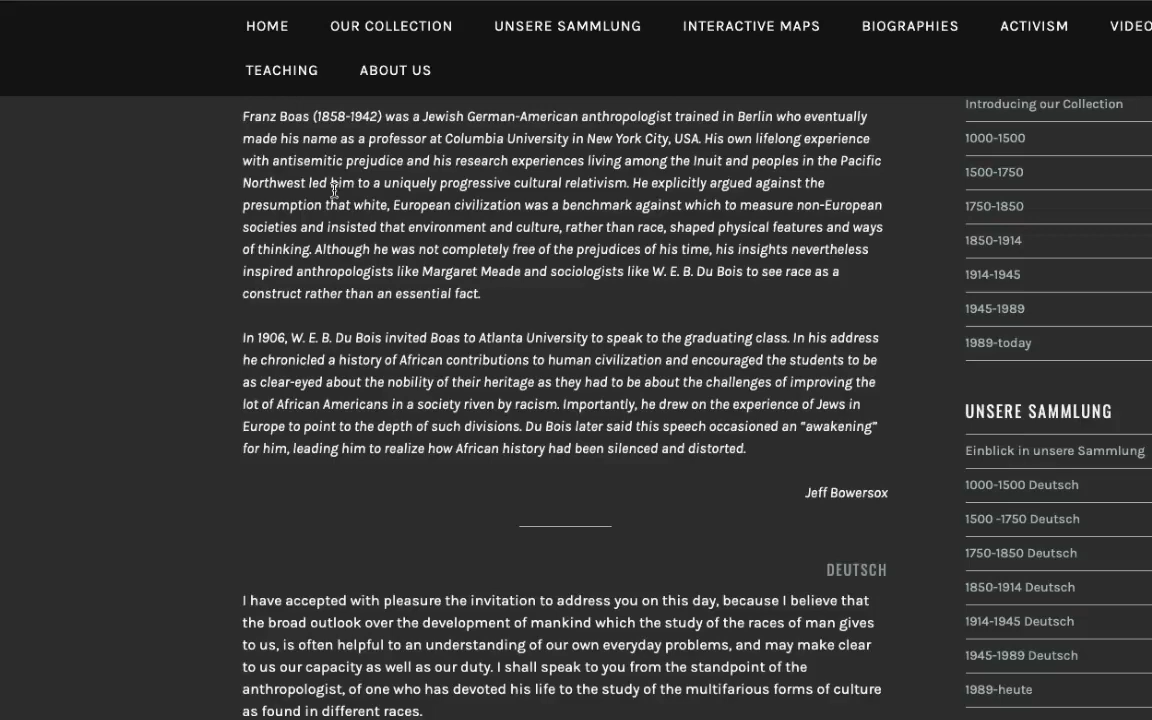 HOME OUR COLLECTION UNSERE SAMMLUNG INTERACTIVE MAPS BIOGRAPHIES ACTIVISM VIDEO
TEACHING ABOUT US
Franz Boas (1858-1942) was a Jewish German-American anthropologist trained in Berlin who eventually
made his name as a professor at Columbia University in New York City, USA. His own lifelong experience
with antisemitic prejudice and his research experiences living among the Inuit and peoples in the Pacific
Northwest led him to a uniquely progressive cultural relativism. He explicitly argued against the
presumption that white, European civilization was a benchmark against which to measure non-European
societies and insisted that environment and culture, rather than race, shaped physical features and ways
of thinking. Although he was not completely free of the prejudices of his time, his insights nevertheless
inspired anthropologists like Margaret Meade and sociologists like W. E. B. Du Bois to see race as a
construct rather than an essential fact.
In 1906, W. E. B. Du Bois invited Boas to Atlanta University to speak to the graduating class. In his address
he chronicled a history of African contributions to human civilization and encouraged the students to be
as clear-eyed about the nobility of their heritage as they had to be about the challenges of improving the
lot of African Americans in a society riven by racism. Importantly, he drew on the experience of Jews in
Europe to point to the depth of such divisions. Du Bois later said this speech occasioned an “awakening”
for him, leading him to realize how African history had been silenced and distorted.
Jeff Bowersox
DEUTSCH
I have accepted with pleasure the invitation to address you on this day, because I believe that
the broad outlook over the development of mankind which the study of the races of man gives
to us, is often helpful to an understanding of our own everyday problems, and may make clear
to us our capacity as well as our duty. I shall speak to you from the standpoint of the
anthropologist, of one who has devoted his life to the study of the multifarious forms of culture
as found in different races.
Introducing our Collection
1000-1500
1500-1750
1750-1850
1850-1914
1914-1945
1945-1989
1989-today
UNSERE SAMMLUNG
Einblick in unsere Sammlung
1000-1500 Deutsch
1500 -1750 Deutsch
1750-1850 Deutsch
1850-1914 Deutsch
1914-1945 Deutsch
1945-1989 Deutsch
1989-heute